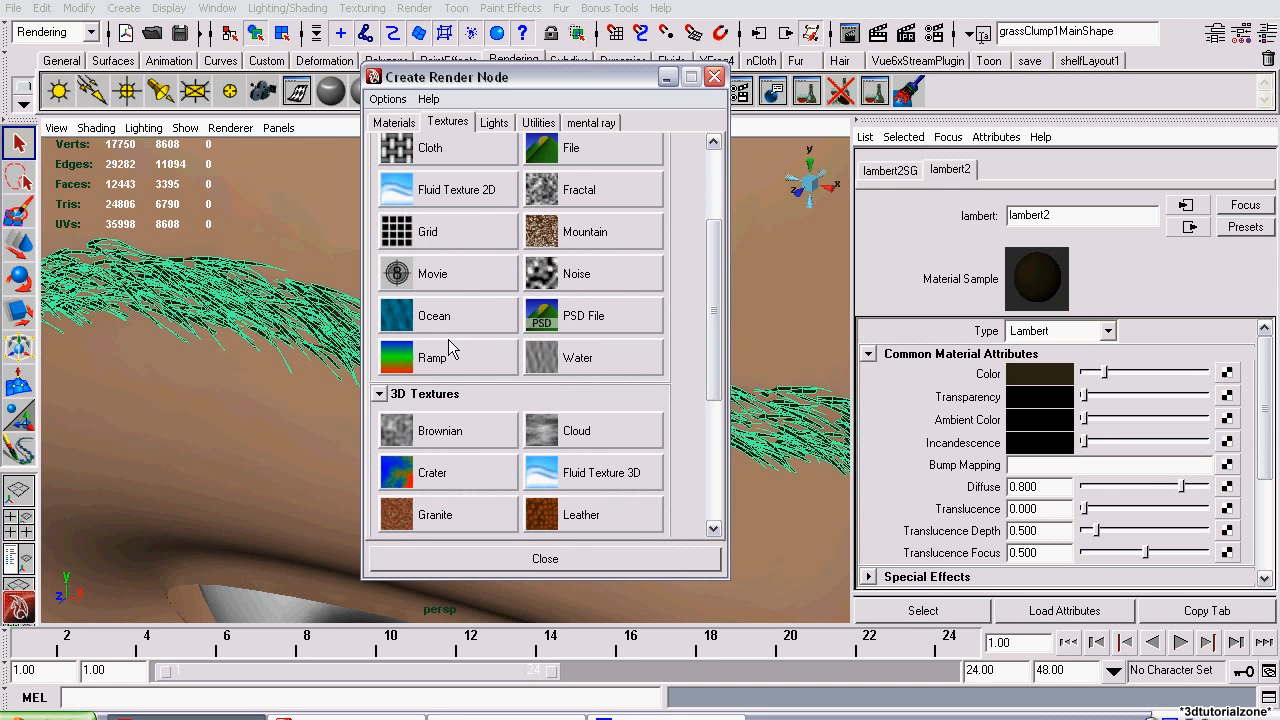 File Edit Modify Create Display Window Lighting/Shading Texturing Render Toon Paint Effects Fur Bonus Tools Help
Rendering
grassClump1MainShape
General Surfaces Animation Curves Custom Deformation Rendering Fluids nCloth Fur Hair Vue6xStreamPlugin Toon save shelfLayout1
Create Render Node
Options Help
Materials Textures Lights Utilities mental ray
Cloth File
Fluid Texture 2D Fractal
Grid Mountain
Movie Noise
Ocean PSD File
PSD
Ramp Water
3D Textures
Brownian Cloud
Crater Fluid Texture 3D
Granite Leather
Close
View Shading Lighting Show Renderer Panels
Verts: 17750 8608 0
Edges: 29282 11094 0
Faces: 12443 3395 0
Tris: 24806 6790 0
UVs: 35998 8608 0
y
z x
y
z x
persp
List Selected Focus Attributes Help
lambert2SG lambert2
lambert: lambert2
Focus
Presets
Material Sample
Type Lambert
Common Material Attributes
Color
Transparency
Ambient Color
Incandescence
Bump Mapping
Diffuse 0.800
Translucence 0.000
Translucence Depth 0.500
Translucence Focus 0.500
Special Effects
Select Load Attributes Copy Tab
2 4 6 8 10 12 14 16 18 20 22 24
1.00
1.00 1.00 1 24 24.00 48.00 No Character Set
MEL
*3dtutorialzone*